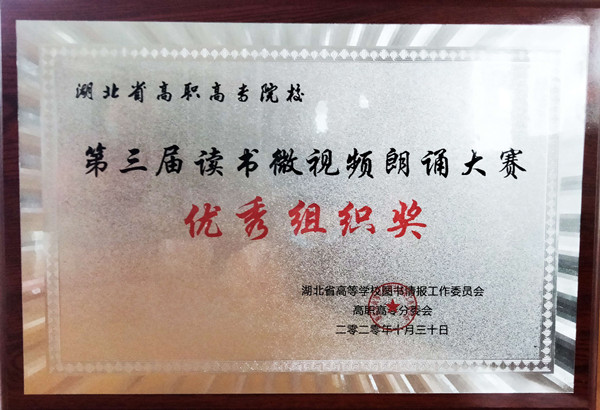 湖北省高职高专院校
第三届读书微视频朗诵大赛
优秀组织奖
湖北省高等学校图书情报工作委员会
高职高专分委会
二零二零年十月三十日